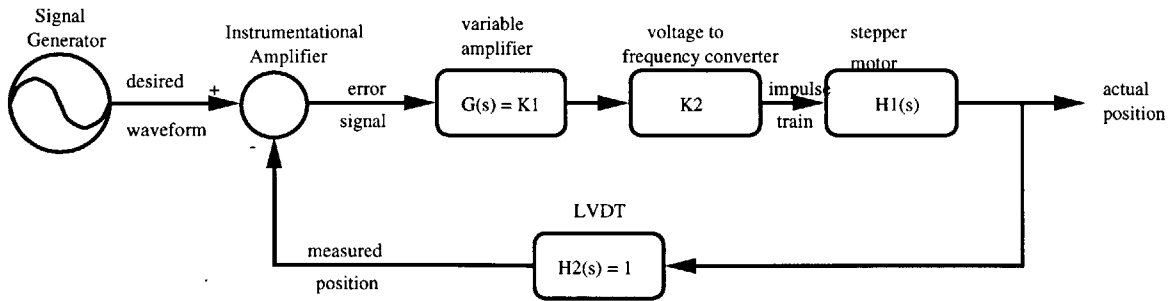 Signal
Generator
Instrumentational
Amplifier
variable
amplifier
voltage to
frequency converter
stepper
motor
desired
waveform
+
-
error
signal
G(s) = K1
K2
impulse
train
H1(s)
actual
position
LVDT
H2(s) = 1
measured
position